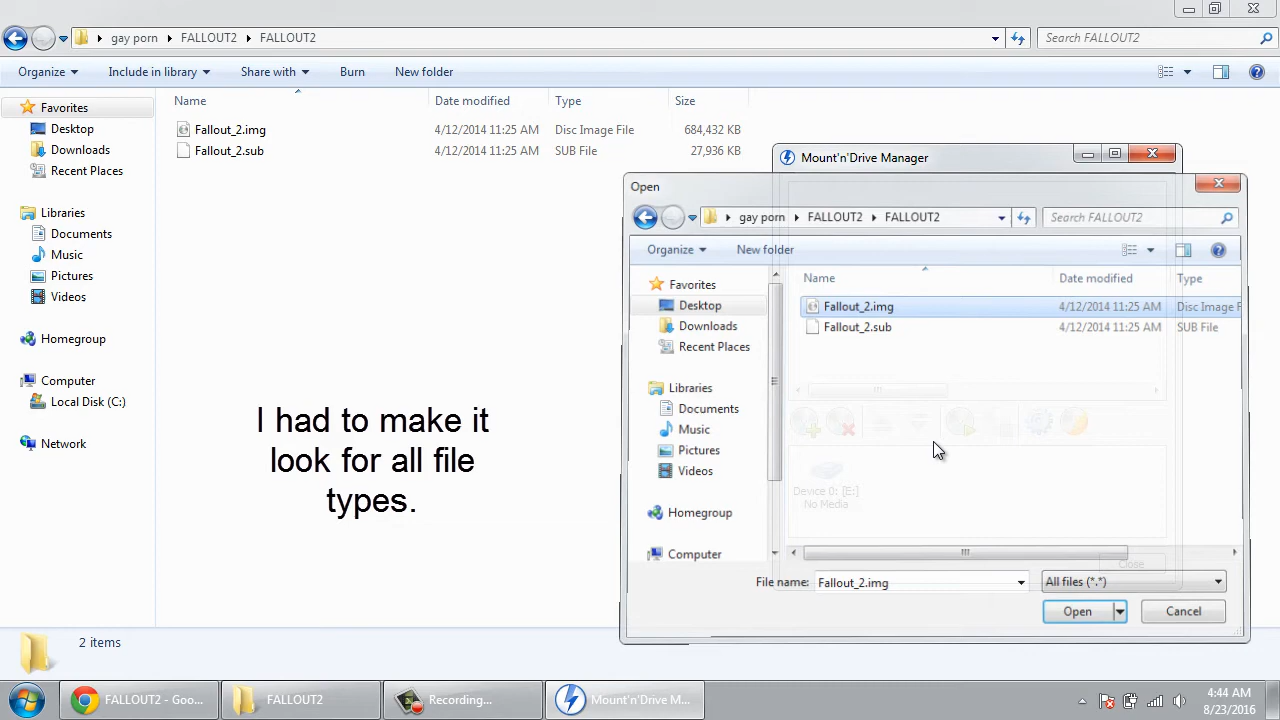 gay porn FALLOUT2 FALLOUT2 Search FALLOUT2
Organize Include in library Share with Burn New folder
Name Date modified Type Size
Favorites
Desktop
Downloads
Recent Places
Libraries
Documents
Music
Pictures
Videos
Homegroup
Computer
Local Disk (C:)
Network
Fallout_2.img 4/12/2014 11:25 AM Disc Image File 684,432 KB
Fallout_2.sub 4/12/2014 11:25 AM SUB File 27,936 KB
I had to make it
look for all file
types.
Mount'n'Drive Manager
Open
gay porn FALLOUT2 FALLOUT2 Search FALLOUT2
Organize New folder
Favorites
Desktop
Downloads
Recent Places
Libraries
Documents
Music
Pictures
Videos
Homegroup
Computer
Name Date modified Type
Fallout_2.img 4/12/2014 11:25 AM Disc Image F
Fallout_2.sub 4/12/2014 11:25 AM SUB File
Device 0: [E:]
No Media
Close
File name: Fallout_2.img All files (*.*)
Open Cancel
2 items
FALLOUT2 - Goo... FALLOUT2 Recording... Mount'n'Drive M... 4:44 AM
8/23/2016